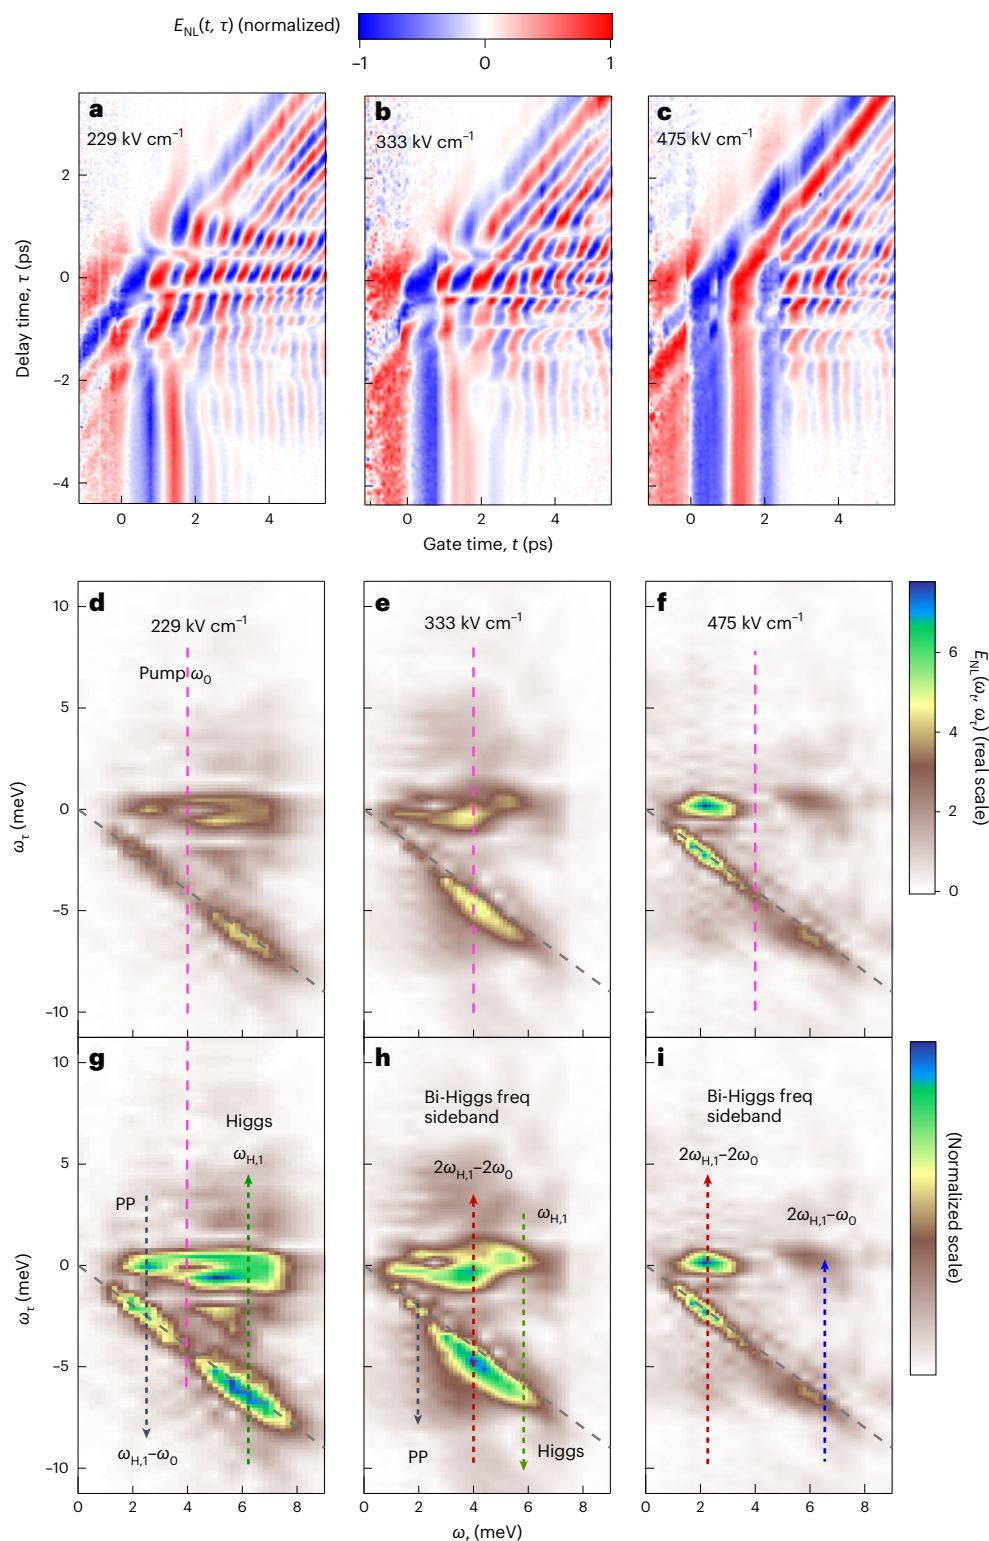 E_NL(t, τ) (normalized)
−1 0 1
a b c
229 kV cm⁻¹ 333 kV cm⁻¹ 475 kV cm⁻¹
Delay time, τ (ps)
2
0
−2
−4
0 2 4 0 2 4 0 2 4
Gate time, t (ps)
d e f
229 kV cm⁻¹ 333 kV cm⁻¹ 475 kV cm⁻¹
Pump ω₀
10
5
0
−5
−10
ω_τ (meV)
6
4
2
0
E_NL(ω_t, ω_τ) (real scale)
g h i
Higgs
ω_H,1
PP
ω_H,1−ω₀
Bi-Higgs freq
sideband
2ω_H,1−2ω₀
ω_H,1
PP
Higgs
Bi-Higgs freq
sideband
2ω_H,1−2ω₀
2ω_H,1−ω₀
10
5
0
−5
−10
ω_τ (meV)
(Normalized scale)
0 2 4 6 8 0 2 4 6 8 0 2 4 6 8
ω_t (meV)